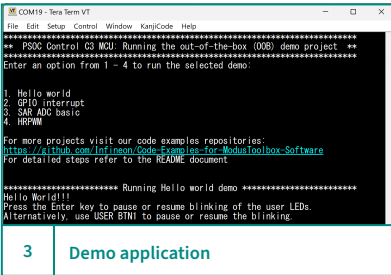 COM19 - Tera Term VT
File Edit Setup Control Window KanjiCode Help
**************************************************************
** PSOC Control C3 MCU: Running the out-of-the-box (OOB) demo project **
**************************************************************
Enter an option from 1 - 4 to run the selected demo:
1. Hello world
2. GPIO interrupt
3. SAR ADC basic
4. HRPWM
For more projects visit our code examples repositories:
https://github.com/Infineon/Code-Examples-for-ModusToolbox-Software
For detailed steps refer to the README document
********************** Running Hello world demo **********************
Hello World!!!
Press the Enter key to pause or resume blinking of the user LEDs.
Alternatively, use USER BTN1 to pause or resume the blinking.
3 Demo application